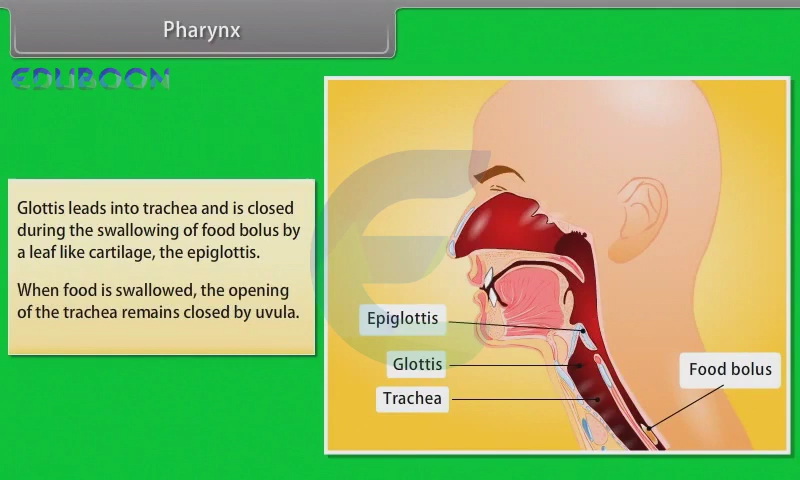 Pharynx
EDUBOON
Glottis leads into trachea and is closed
during the swallowing of food bolus by
a leaf like cartilage, the epiglottis.
When food is swallowed, the opening
of the trachea remains closed by uvula.
Epiglottis
Glottis
Trachea
Food bolus